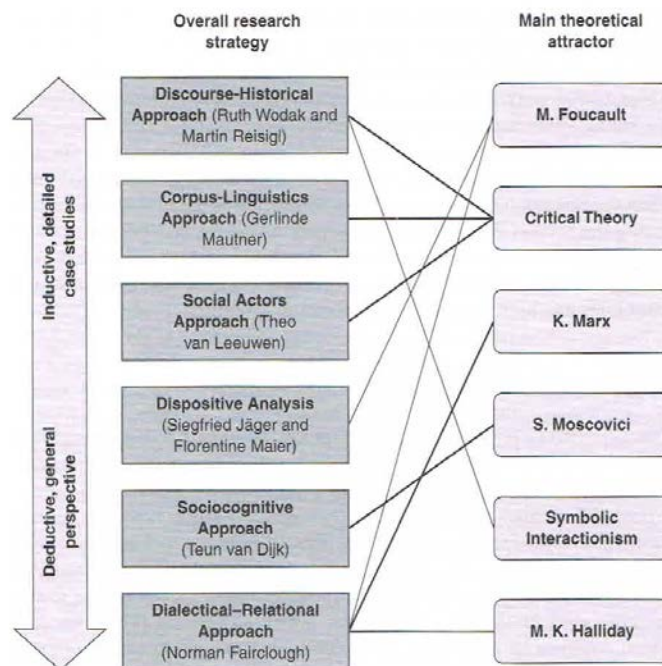 Overall research
strategy
Main theoretical
attractor
Inductive, detailed
case studies
Deductive, general
perspective
Discourse-Historical
Approach (Ruth Wodak and
Martin Reisigl)
Corpus-Linguistics
Approach (Gerlinde
Mautner)
Social Actors
Approach (Theo
van Leeuwen)
Dispositive Analysis
(Siegfried Jäger and
Florentine Maier)
Sociocognitive
Approach
(Teun van Dijk)
Dialectical–Relational
Approach
(Norman Fairclough)
M. Foucault
Critical Theory
K. Marx
S. Moscovici
Symbolic
Interactionism
M. K. Halliday